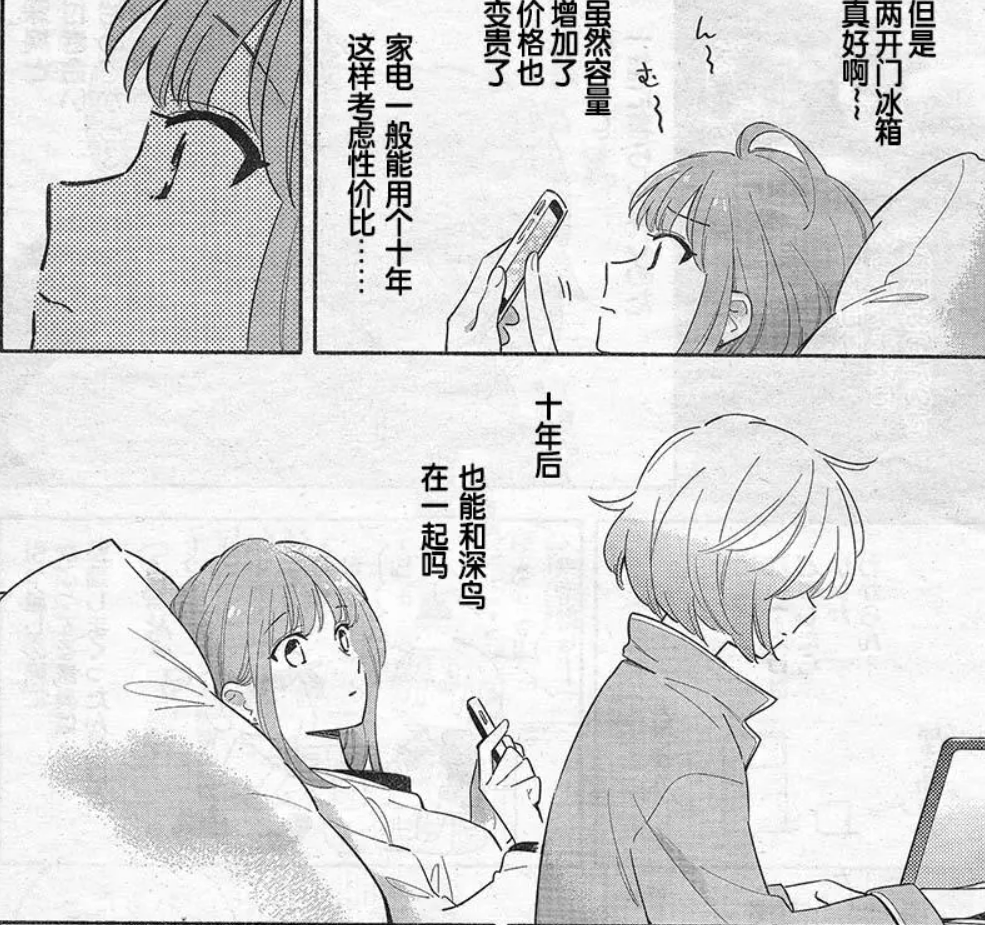 但是
两开门冰箱
真好啊~
ん~
む~
虽然容量
增加了
价格也
变贵了
家电一般能用个十年
这样考虑性价比……
十年后
也能和深鸟
在一起吗